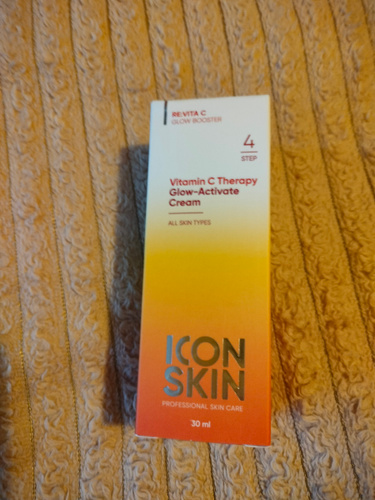 RE:VITA C
GLOW BOOSTER
4
STEP
Vitamin C Therapy
Glow-Activate
Cream
ALL SKIN TYPES
ICON
SKIN
PROFESSIONAL SKIN CARE
30 ml